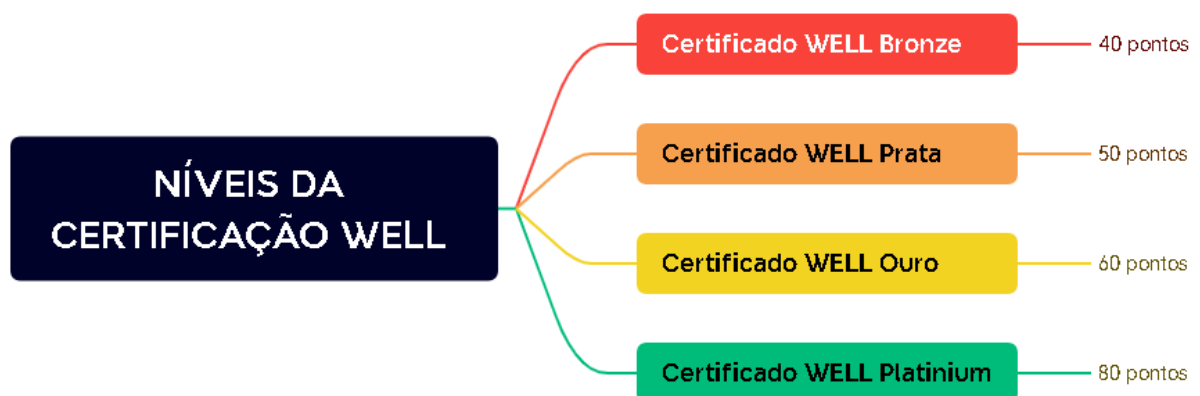 NÍVEIS DA
CERTIFICAÇÃO WELL
Certificado WELL Bronze
40 pontos
Certificado WELL Prata
50 pontos
Certificado WELL Ouro
60 pontos
Certificado WELL Platinium
80 pontos